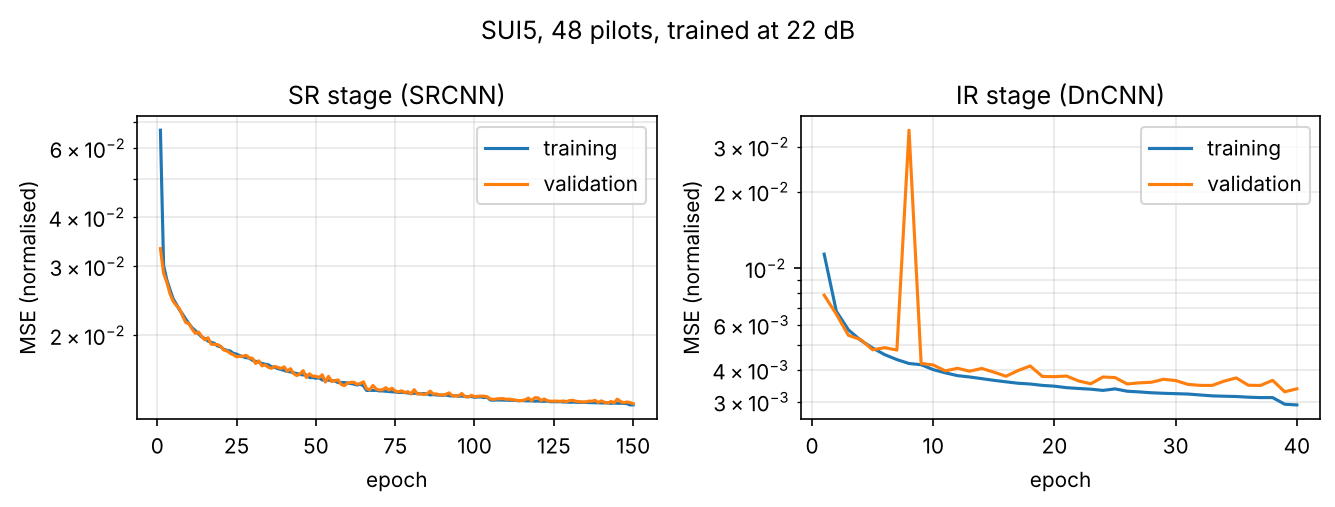 SUI5, 48 pilots, trained at 22 dB
SR stage (SRCNN)
MSE (normalised)
6 × 10⁻²
4 × 10⁻²
3 × 10⁻²
2 × 10⁻²
training
validation
0 25 50 75 100 125 150
epoch
IR stage (DnCNN)
MSE (normalised)
3 × 10⁻²
2 × 10⁻²
10⁻²
6 × 10⁻³
4 × 10⁻³
3 × 10⁻³
training
validation
0 10 20 30 40
epoch